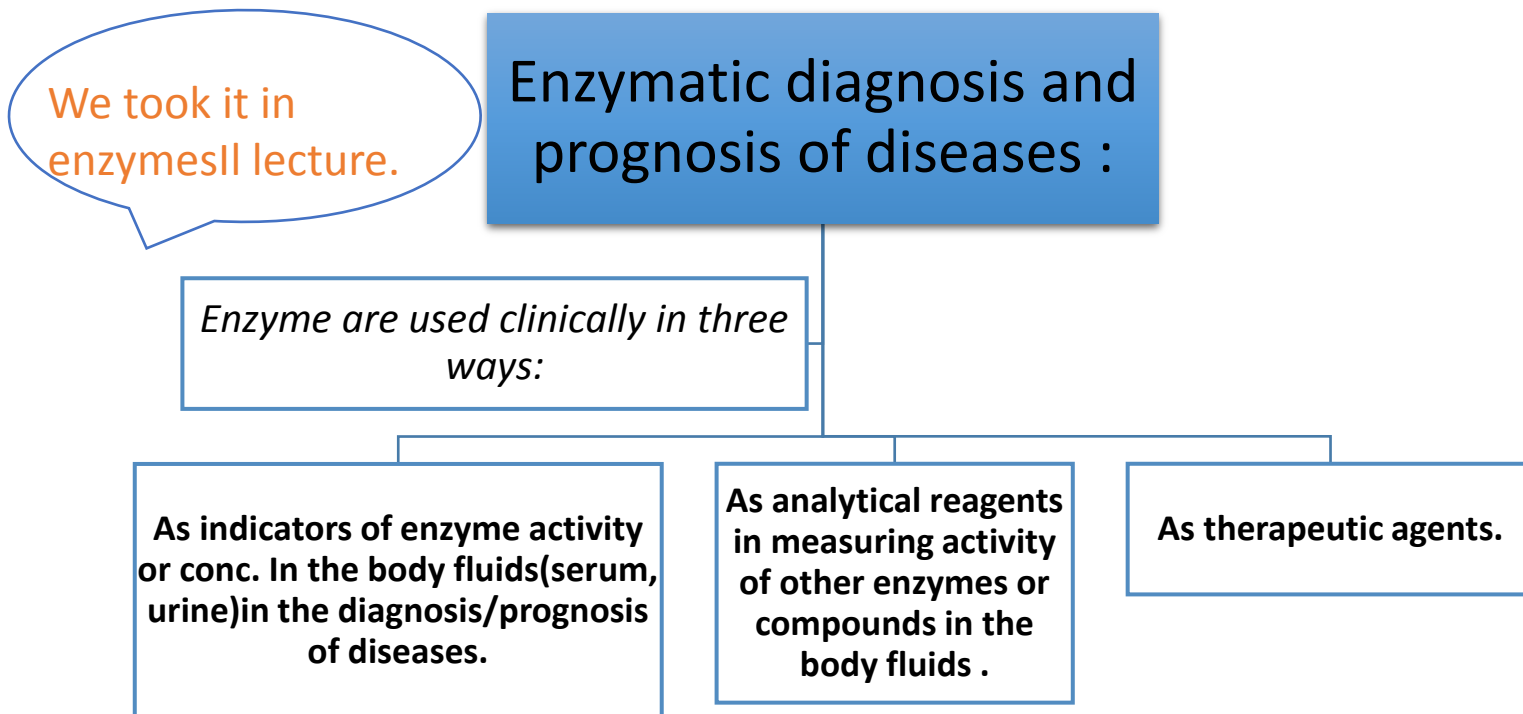 We took it in
enzymesII lecture.
Enzymatic diagnosis and
prognosis of diseases :
Enzyme are used clinically in three
ways:
As indicators of enzyme activity
or conc. In the body fluids(serum,
urine)in the diagnosis/prognosis
of diseases.
As analytical reagents
in measuring activity
of other enzymes or
compounds in the
body fluids .
As therapeutic agents.